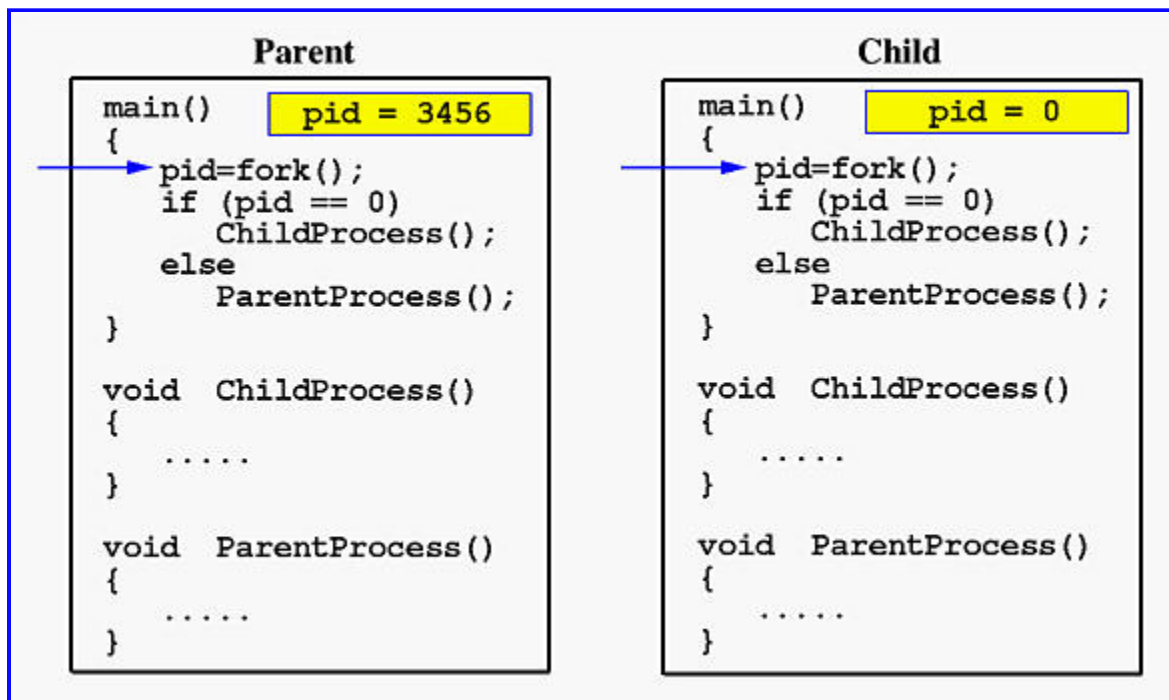 Parent
main()
pid = 3456
{
pid=fork();
if (pid == 0)
ChildProcess();
else
ParentProcess();
}
void  ChildProcess()
{
.....
}
void  ParentProcess()
{
.....
}
Child
main()
pid = 0
{
pid=fork();
if (pid == 0)
ChildProcess();
else
ParentProcess();
}
void  ChildProcess()
{
.....
}
void  ParentProcess()
{
.....
}